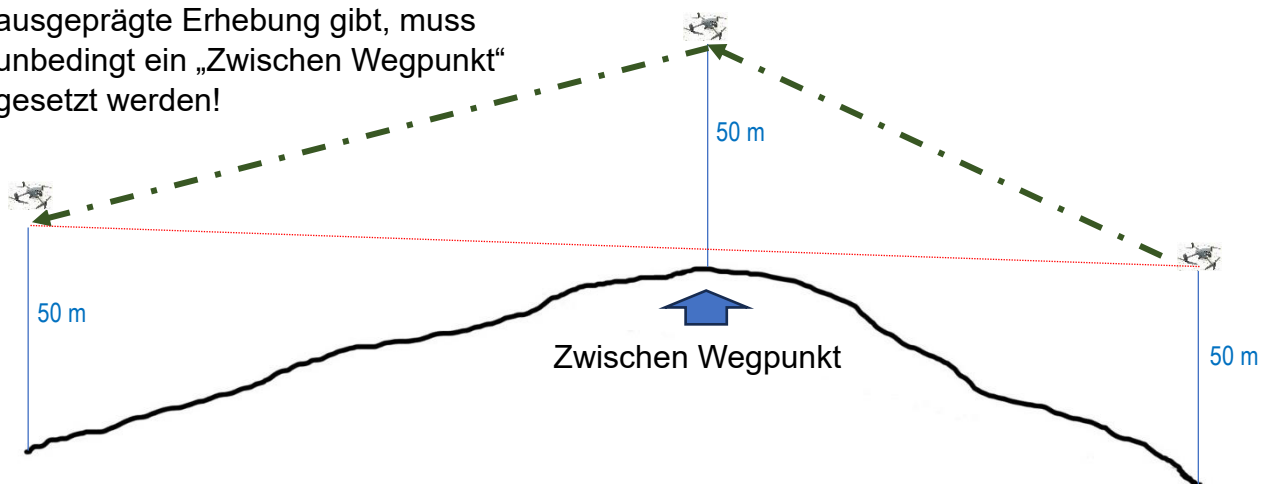 ausgeprägte Erhebung gibt, muss
unbedingt ein „Zwischen Wegpunkt“
gesetzt werden!
50 m
50 m
Zwischen Wegpunkt
50 m